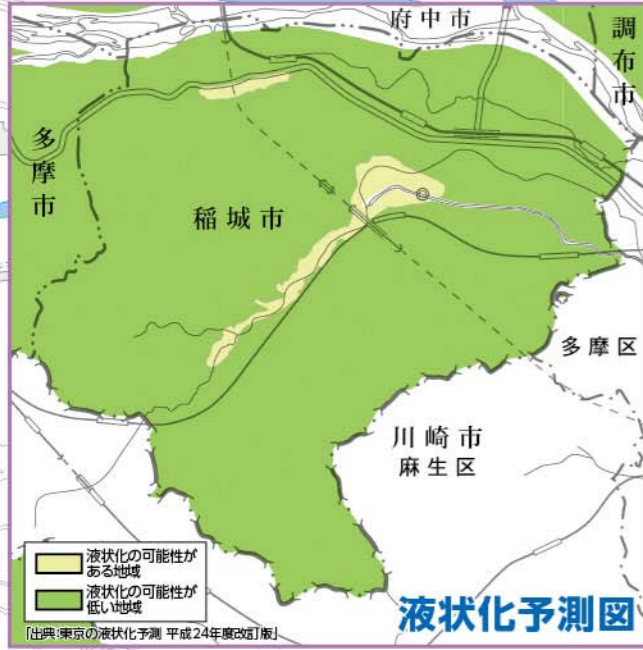 府中市
調布市
多摩市
稲城市
多摩区
川崎市
麻生区
液状化の可能性が
ある地域
液状化の可能性が
低い地域
「出典:東京の液状化予測 平成24年度改訂版」
液状化予測図